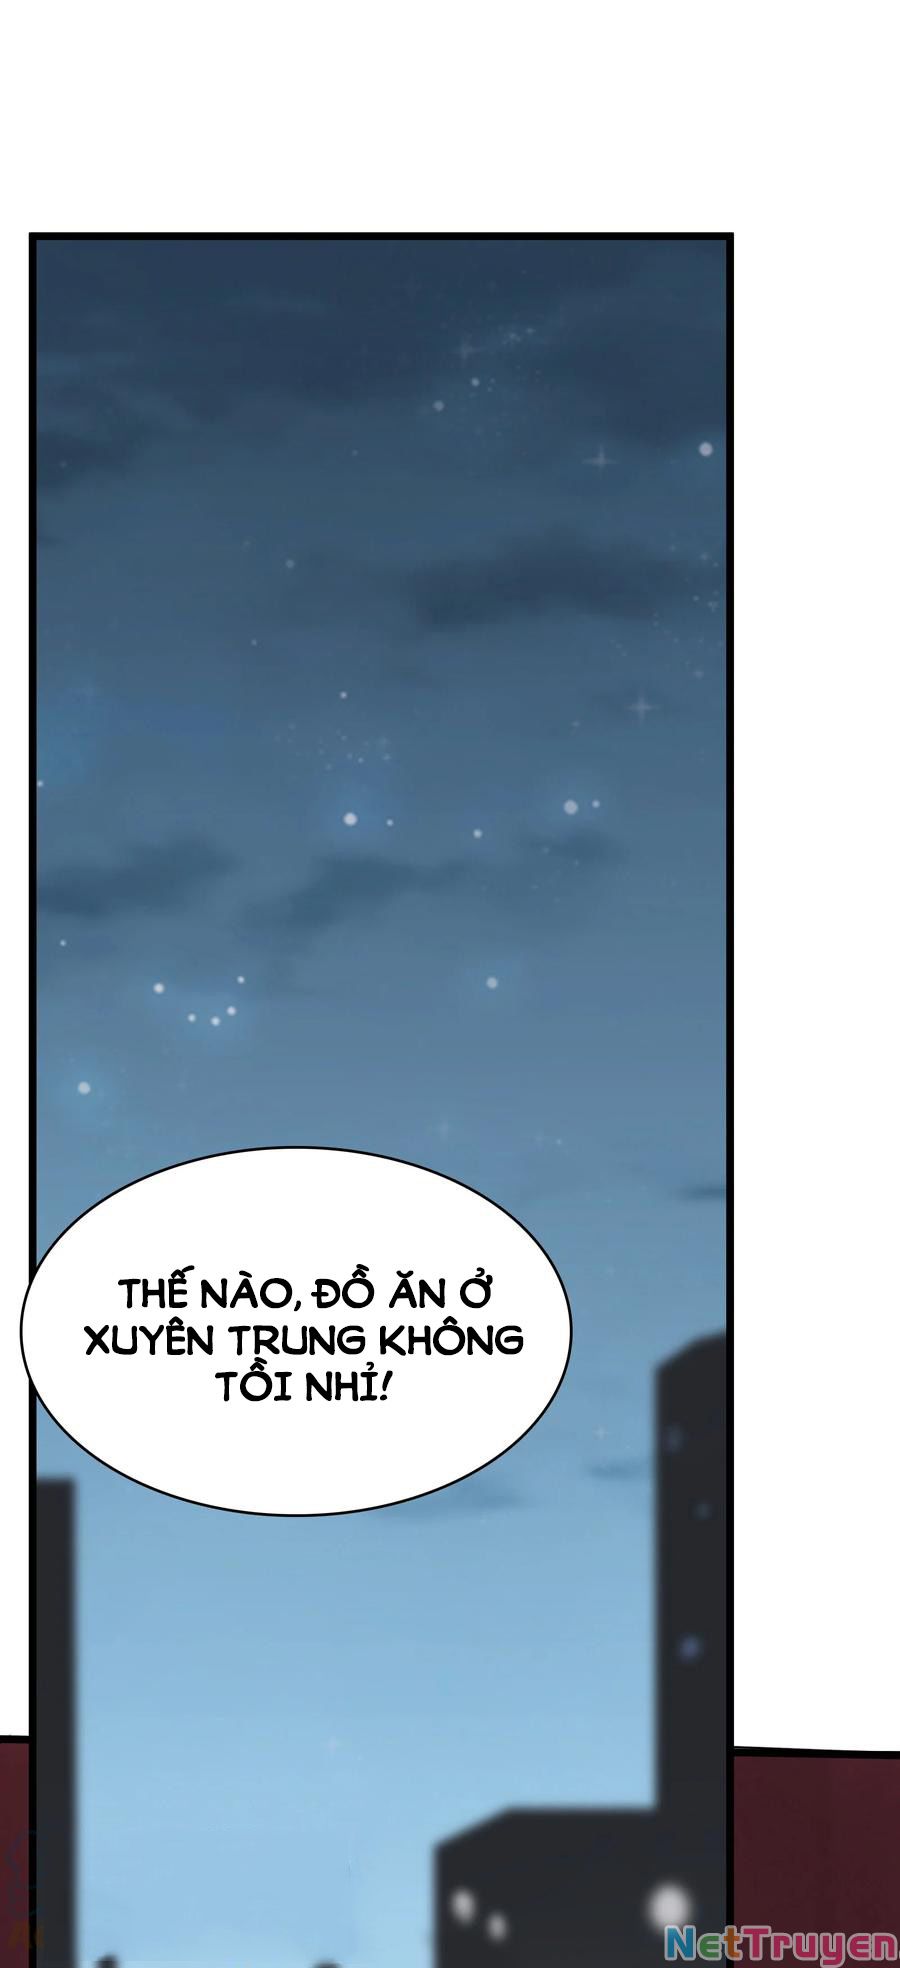 THẾ NÀO, ĐỒ ĂN Ở
XUYÊN TRUNG KHÔNG
TỒI NHỈ!
NetTruyen